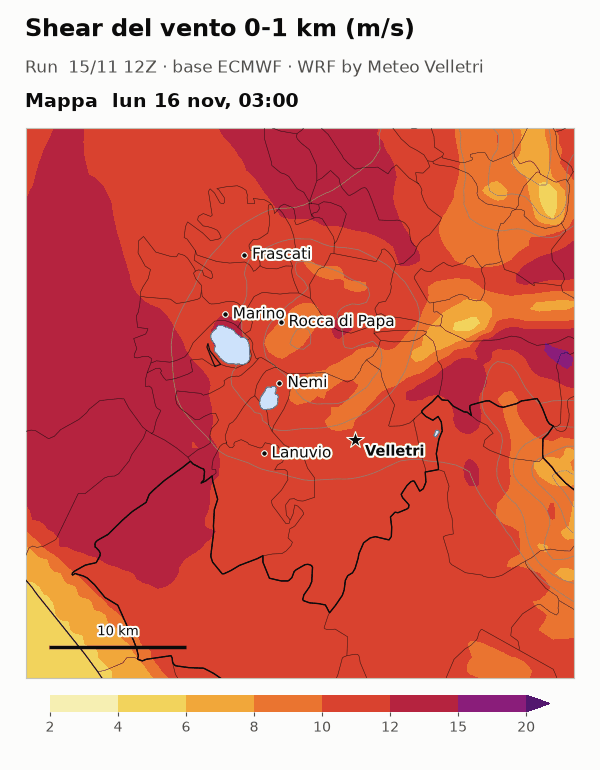 Shear del vento 0-1 km (m/s)
Run  15/11 12Z · base ECMWF · WRF by Meteo Velletri
Mappa  lun 16 nov, 03:00
Frascati
Marino
Rocca di Papa
Nemi
Velletri
Lanuvio
10 km
2 4 6 8 10 12 15 20